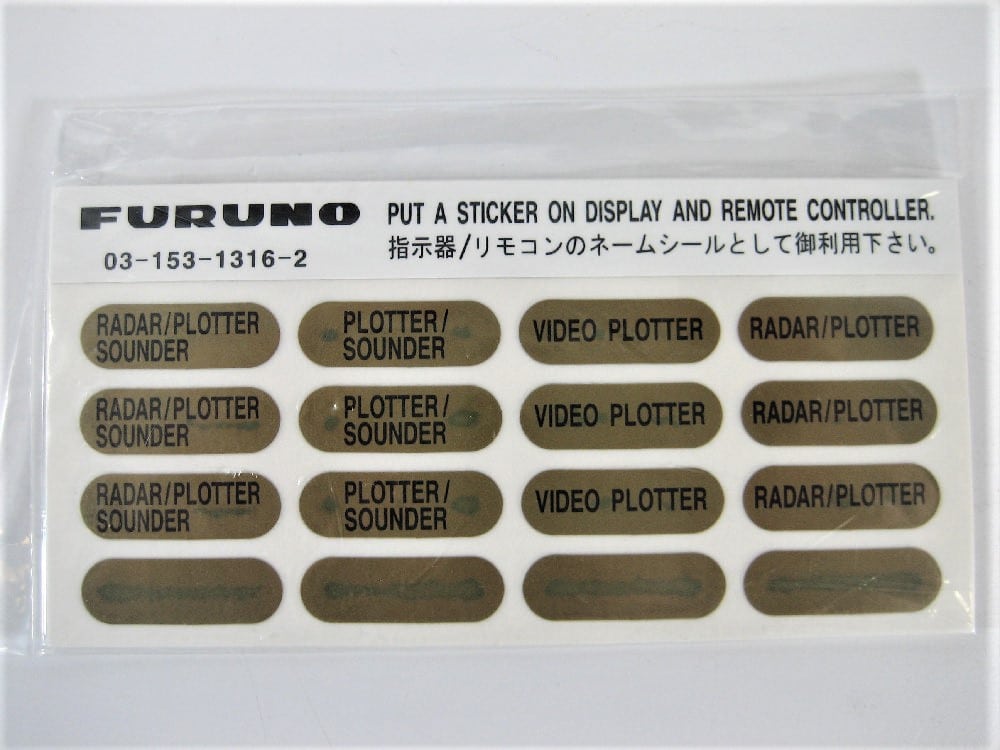 FURUNO PUT A STICKER ON DISPLAY AND REMOTE CONTROLLER.
03-153-1316-2 指示器/リモコンのネームシールとして御利用下さい。
RADAR/PLOTTER
SOUNDER
PLOTTER/
SOUNDER
VIDEO PLOTTER
RADAR/PLOTTER
RADAR/PLOTTER
SOUNDER
PLOTTER/
SOUNDER
VIDEO PLOTTER
RADAR/PLOTTER
RADAR/PLOTTER
SOUNDER
PLOTTER/
SOUNDER
VIDEO PLOTTER
RADAR/PLOTTER